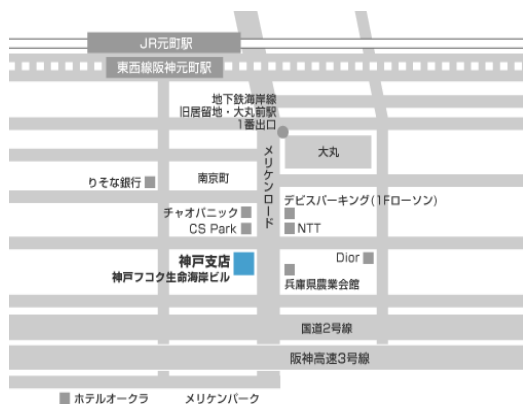 JR元町駅
東西線阪神元町駅
地下鉄海岸線
旧居留地・大丸前駅
1番出口
大丸
メリケンロード
南京町
りそな銀行
デビスパーキング(1Fローソン)
チャオパニック
CS Park
NTT
神戸支店
神戸フコク生命海岸ビル
Dior
兵庫県農業会館
国道2号線
阪神高速3号線
ホテルオークラ
メリケンパーク